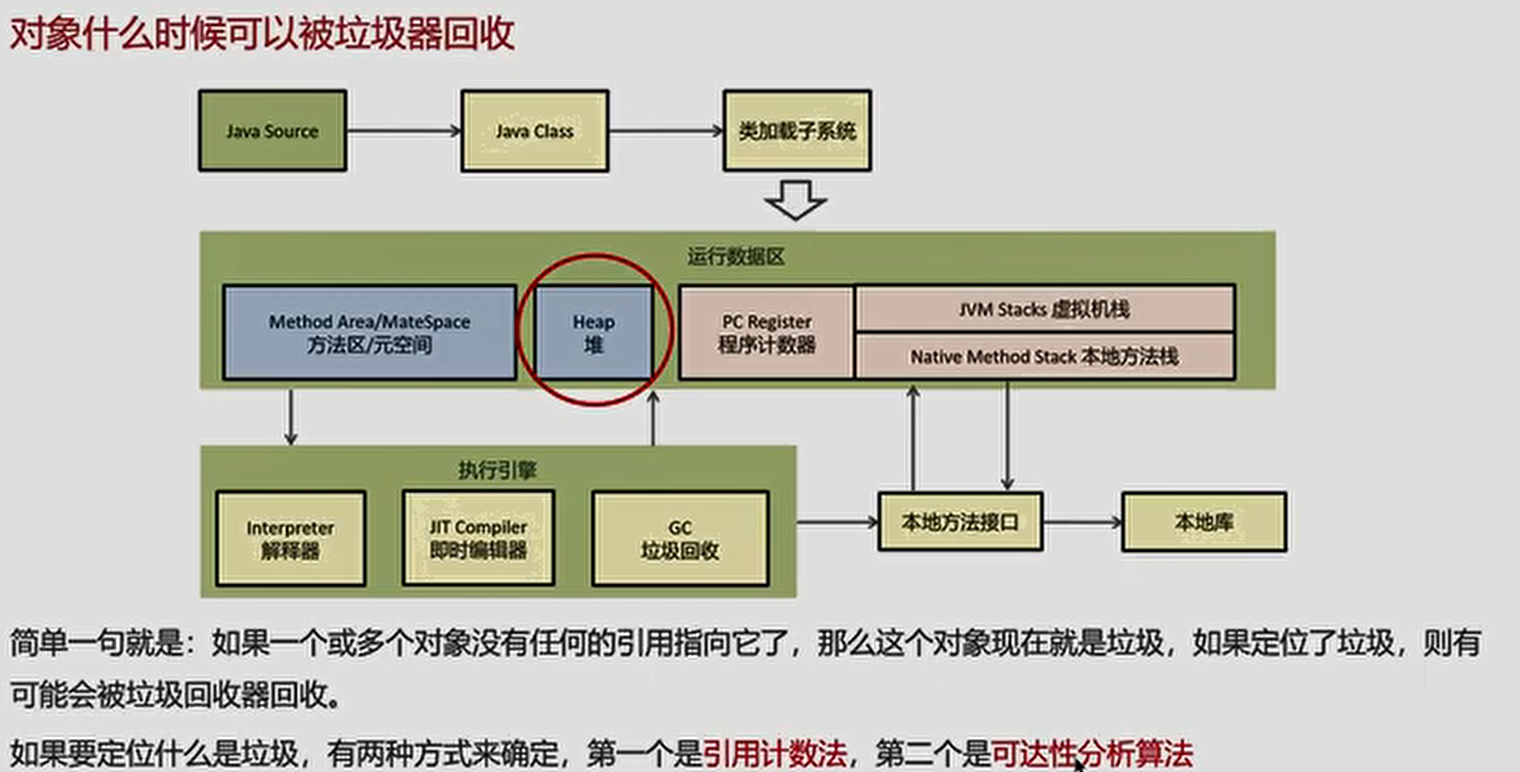 对象什么时候可以被垃圾器回收
Java Source
Java Class
类加载子系统
运行数据区
Method Area/MateSpace
方法区/元空间
Heap
堆
PC Register
程序计数器
JVM Stacks 虚拟机栈
Native Method Stack 本地方法栈
执行引擎
Interpreter
解释器
JIT Compiler
即时编辑器
GC
垃圾回收
本地方法接口
本地库
简单一句就是：如果一个或多个对象没有任何的引用指向它了，那么这个对象现在就是垃圾，如果定位了垃圾，则有
可能会被垃圾回收器回收。
如果要定位什么是垃圾，有两种方式来确定，第一个是引用计数法，第二个是可达性分析算法